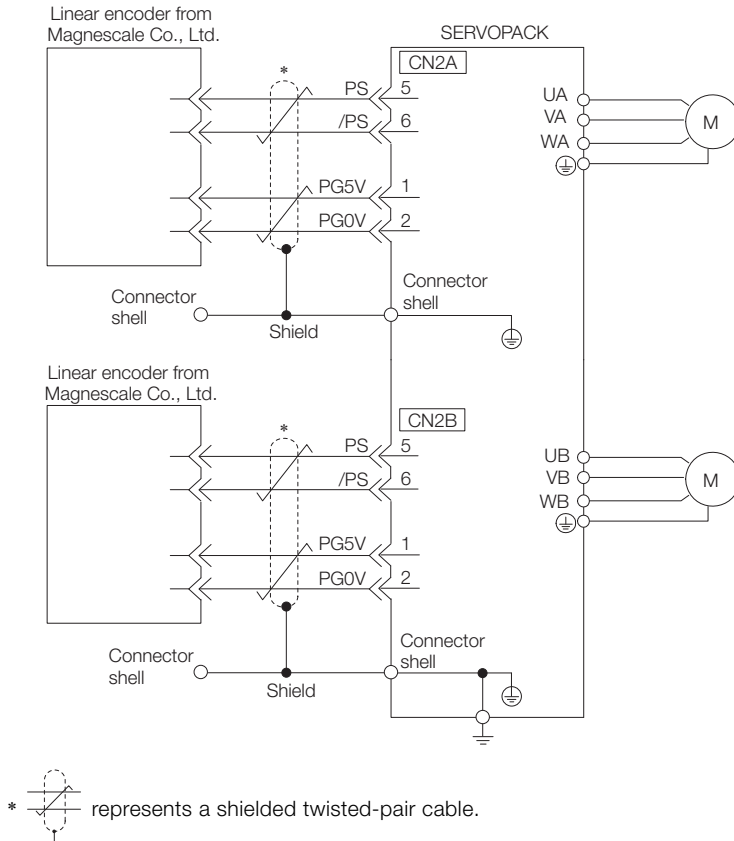 Linear encoder from
Magnescale Co., Ltd.
SERVOPACK
*
CN2A
PS
5
/PS
6
PG5V
1
PG0V
2
UA
VA
WA
M
Connector
shell
Shield
Connector
shell
Linear encoder from
Magnescale Co., Ltd.
*
CN2B
PS
5
/PS
6
PG5V
1
PG0V
2
UB
VB
WB
M
Connector
shell
Shield
Connector
shell
* represents a shielded twisted-pair cable.